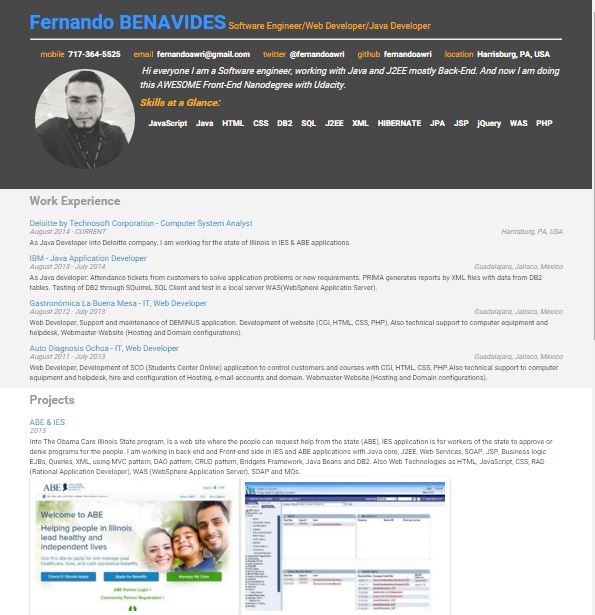 Fernando BENAVIDES Software Engineer/Web Developer/Java Developer
mobile 717-364-5525 email fernandoawri@gmail.com twitter @fernandoawri github fernandoawri location Harrisburg, PA, USA
Hi everyone I am a Software engineer, working with Java and J2EE mostly Back-End. And now I am doing
this AWESOME Front-End Nanodegree with Udacity.
Skills at a Glance:
JavaScript Java HTML CSS DB2 SQL J2EE XML HIBERNATE JPA JSP jQuery WAS PHP
Work Experience
Deloitte by Technosoft Corporation - Computer System Analyst
August 2014 - CURRENT Harrisburg, PA, USA
As Java Developer into Deloitte company, I am working for the state of Illinois in IES & ABE applications.
IBM - Java Application Developer
August 2013 - July 2014 Guadalajara, Jalisco, Mexico
As Java developer: Attendance tickets from customers to solve application problems or new requirements. PRIMA generates reports by XML files with data from DB2
tables. Testing of DB2 through SQuirreL SQL Client and test in a local server WAS(WebSphere Applicatio Server).
Gastronómica La Buena Mesa - IT, Web Developer
August 2012 - July 2013 Guadalajara, Jalisco, Mexico
Web Developer, Support and maintenance of DEMINUS application. Development of website (CGI, HTML, CSS, PHP), Also technical support to computer equipment and
helpdesk, Webmaster-Website (Hosting and Domain configurations).
Auto Diagnosis Ochoa - IT, Web Developer
August 2011 - July 2013 Guadalajara, Jalisco, Mexico
Web Developer, Development of SCO (Students Center Online) application to control customers and courses with CGI, HTML, CSS, PHP.Also technical support to computer
equipment and helpdesk, hire and configuration of Hosting, e-mail accounts and domain. Webmaster-Website (Hosting and Domain configurations).
Projects
ABE & IES
2015
Into The Obama Care Illinois State program, is a web site where the people can request help from the state (ABE), IES application is for workers of the state to approve or
denie programs for the people. I am working in back-end and Front-end side in IES and ABE applications with Java core, J2EE, Web-Services, SOAP, JSP, Business logic
EJBs, Queries, XML, using MVC pattern, DAO pattern, CRUD pattern, Bridgets Framework, Java Beans and DB2. Also Web Technologies as HTML, JavaScript, CSS, RAD
(Rational Application Developer), WAS (WebSphere Application Server), SOAP and MQs.
ABE
Welcome to ABE
Helping people in Illinois
lead healthy and
independent lives
Use this site to apply for and manage your
healthcare, food, and cash assistance benefits.
Check if I Should Apply Apply for Benefits Manage My Case
ABE Partner Login >
Community Partner Registration >